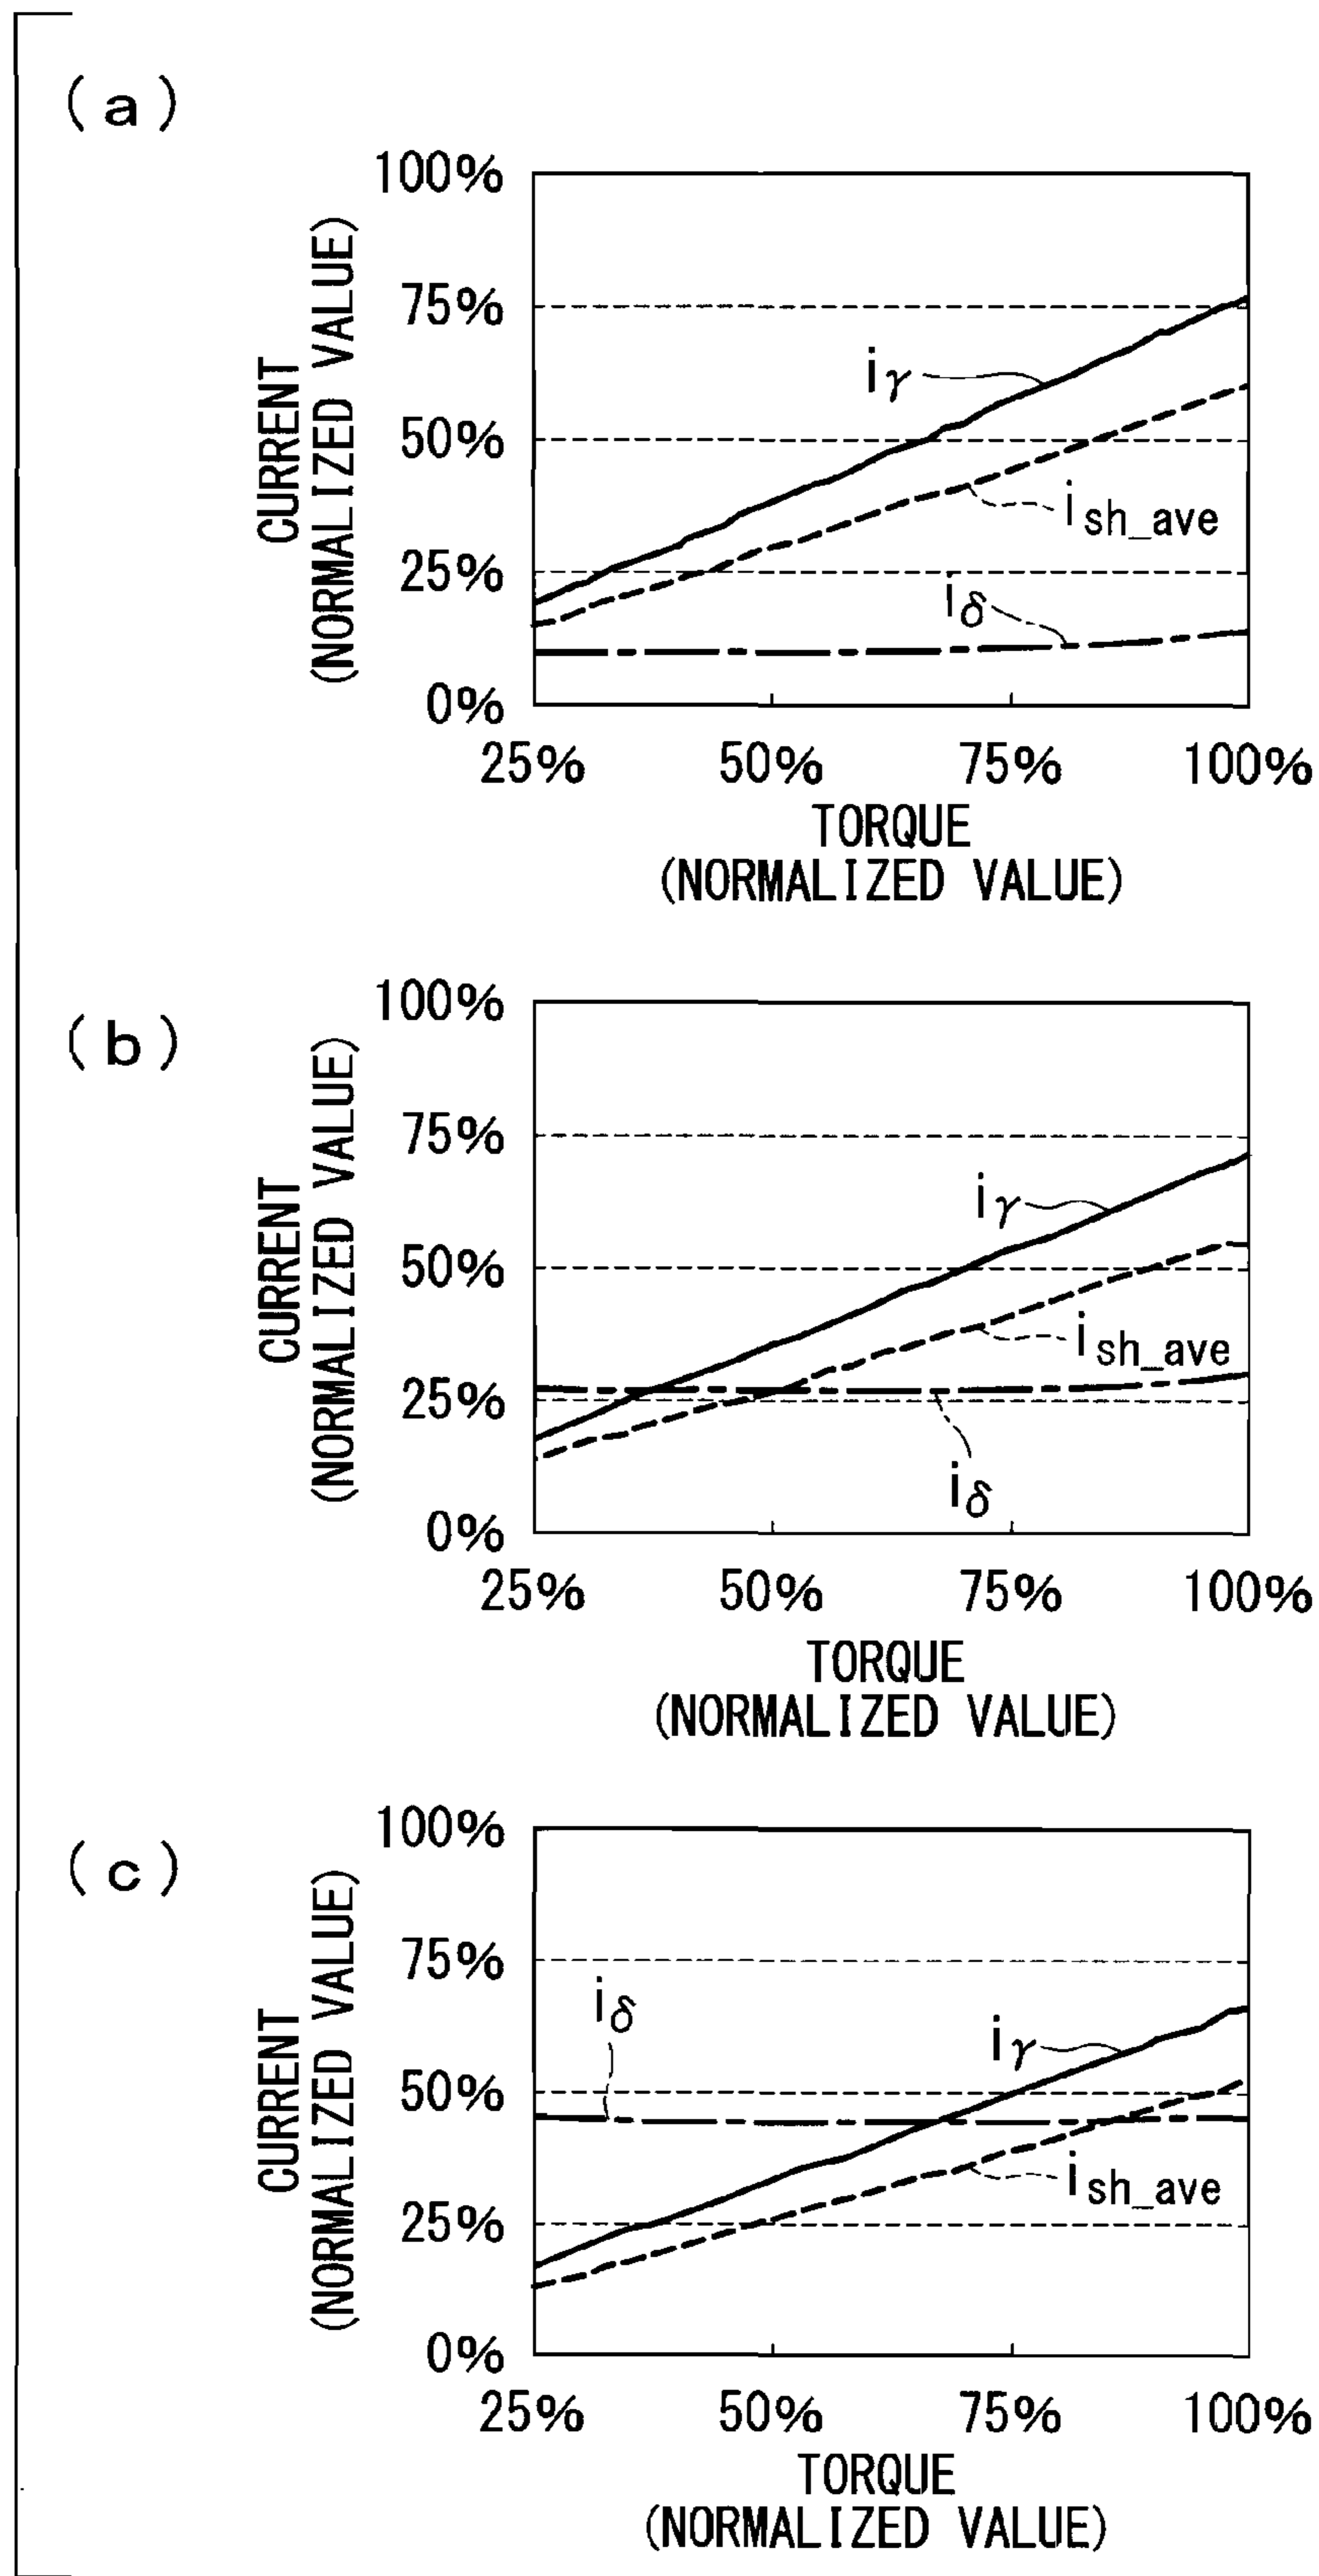 (a)
100%
75%
50%
25%
0%
CURRENT
(NORMALIZED VALUE)
iγ
ish_ave
iδ
25% 50% 75% 100%
TORQUE
(NORMALIZED VALUE)
(b)
100%
75%
50%
25%
0%
CURRENT
(NORMALIZED VALUE)
iγ
ish_ave
iδ
25% 50% 75% 100%
TORQUE
(NORMALIZED VALUE)
(c)
100%
75%
50%
25%
0%
CURRENT
(NORMALIZED VALUE)
iδ
iγ
ish_ave
25% 50% 75% 100%
TORQUE
(NORMALIZED VALUE)